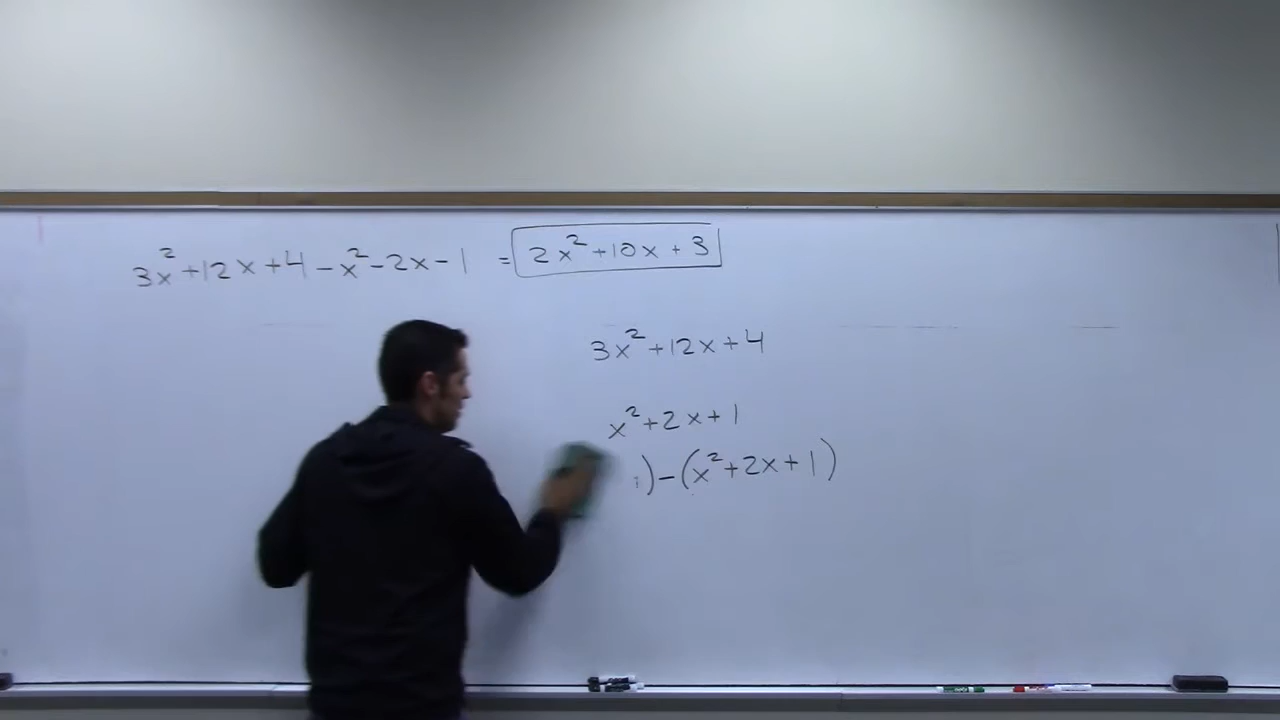 3x²+12x+4-x²-2x-1 = 2x²+10x+3
3x²+12x+4
x²+2x+1
)-(x²+2x+1)